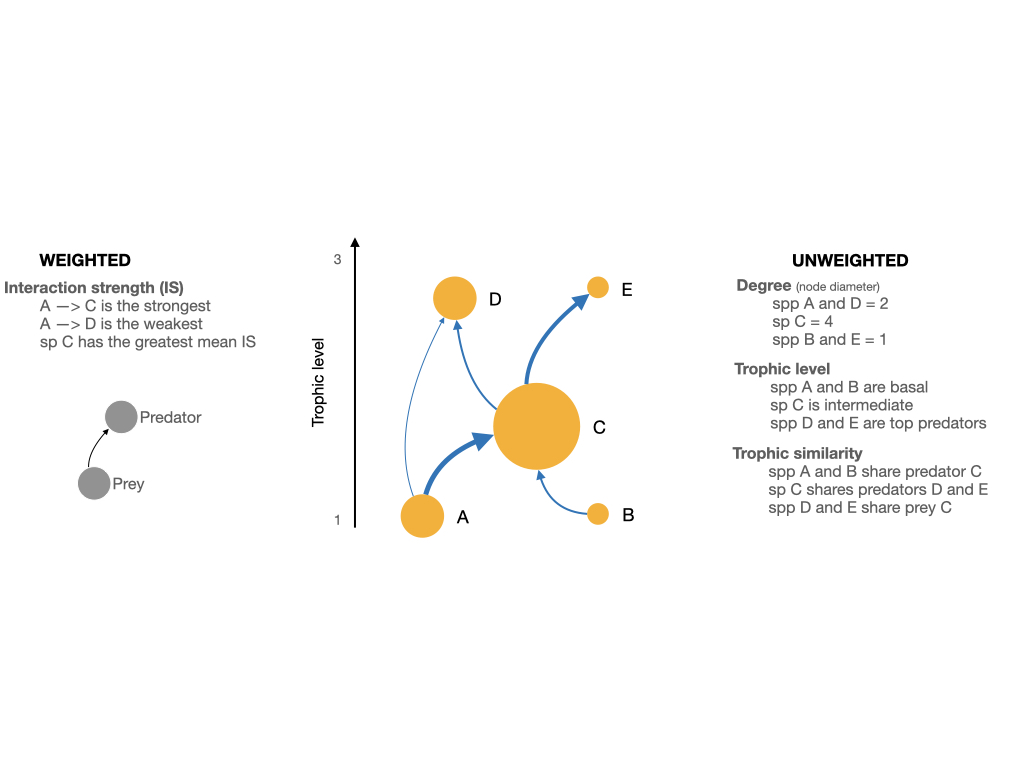 WEIGHTED
Interaction strength (IS)
A —> C is the strongest
A —> D is the weakest
sp C has the greatest mean IS
Predator
Prey
3
Trophic level
1
D
E
C
A
B
UNWEIGHTED
Degree (node diameter)
spp A and D = 2
sp C = 4
spp B and E = 1
Trophic level
spp A and B are basal
sp C is intermediate
spp D and E are top predators
Trophic similarity
spp A and B share predator C
sp C shares predators D and E
spp D and E share prey C